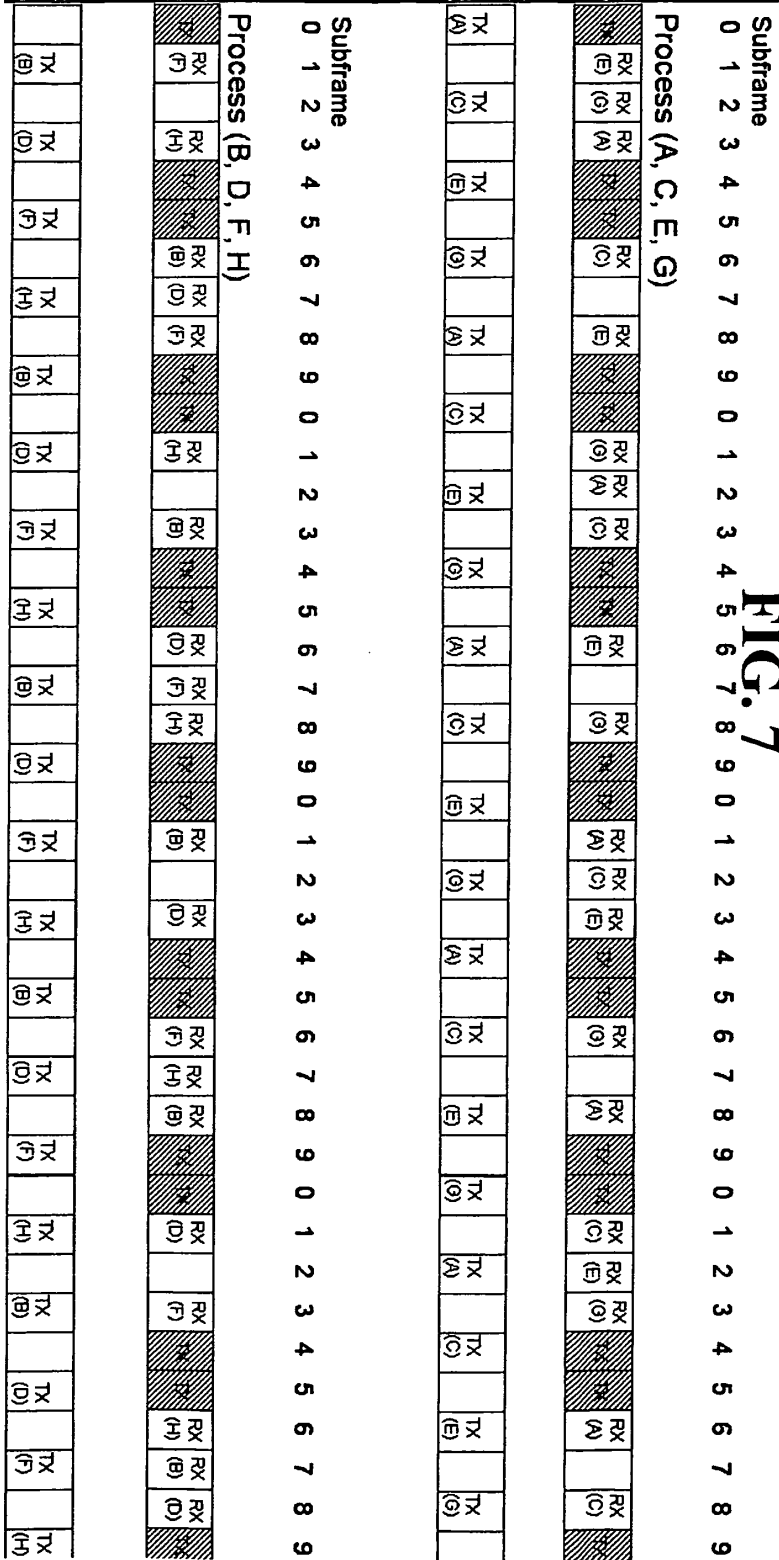 FIG. 7
Subframe
0 1 2 3 4 5 6 7 8 9 0 1 2 3 4 5 6 7 8 9 0 1 2 3 4 5 6 7 8 9 0 1 2 3 4 5 6 7 8 9
Process (A, C, E, G)
TX RX RX RX TX TX RX RX TX TX RX RX RX TX TX RX RX TX TX RX RX RX TX TX RX RX TX TX RX RX RX TX TX RX RX TX
(E) (G) (A) (C) (E) (G) (A) (C) (E) (G) (A) (C) (E) (G) (A) (C) (E) (G) (A) (C)
TX TX TX TX TX TX TX TX TX TX TX TX TX TX TX TX TX TX TX TX
(A) (C) (E) (G) (A) (C) (E) (G) (A) (C) (E) (G) (A) (C) (E) (G) (A) (C) (E) (G)
Subframe
0 1 2 3 4 5 6 7 8 9 0 1 2 3 4 5 6 7 8 9 0 1 2 3 4 5 6 7 8 9 0 1 2 3 4 5 6 7 8 9
Process (B, D, F, H)
TX RX RX TX TX RX RX RX TX TX RX RX TX TX RX RX RX TX TX RX RX TX TX RX RX RX TX TX RX RX TX TX RX RX RX TX
(F) (H) (B) (D) (F) (H) (B) (D) (F) (H) (B) (D) (F) (H) (B) (D) (F) (H) (B) (D)
TX TX TX TX TX TX TX TX TX TX TX TX TX TX TX TX TX TX TX TX
(B) (D) (F) (H) (B) (D) (F) (H) (B) (D) (F) (H) (B) (D) (F) (H) (B) (D) (F) (H)